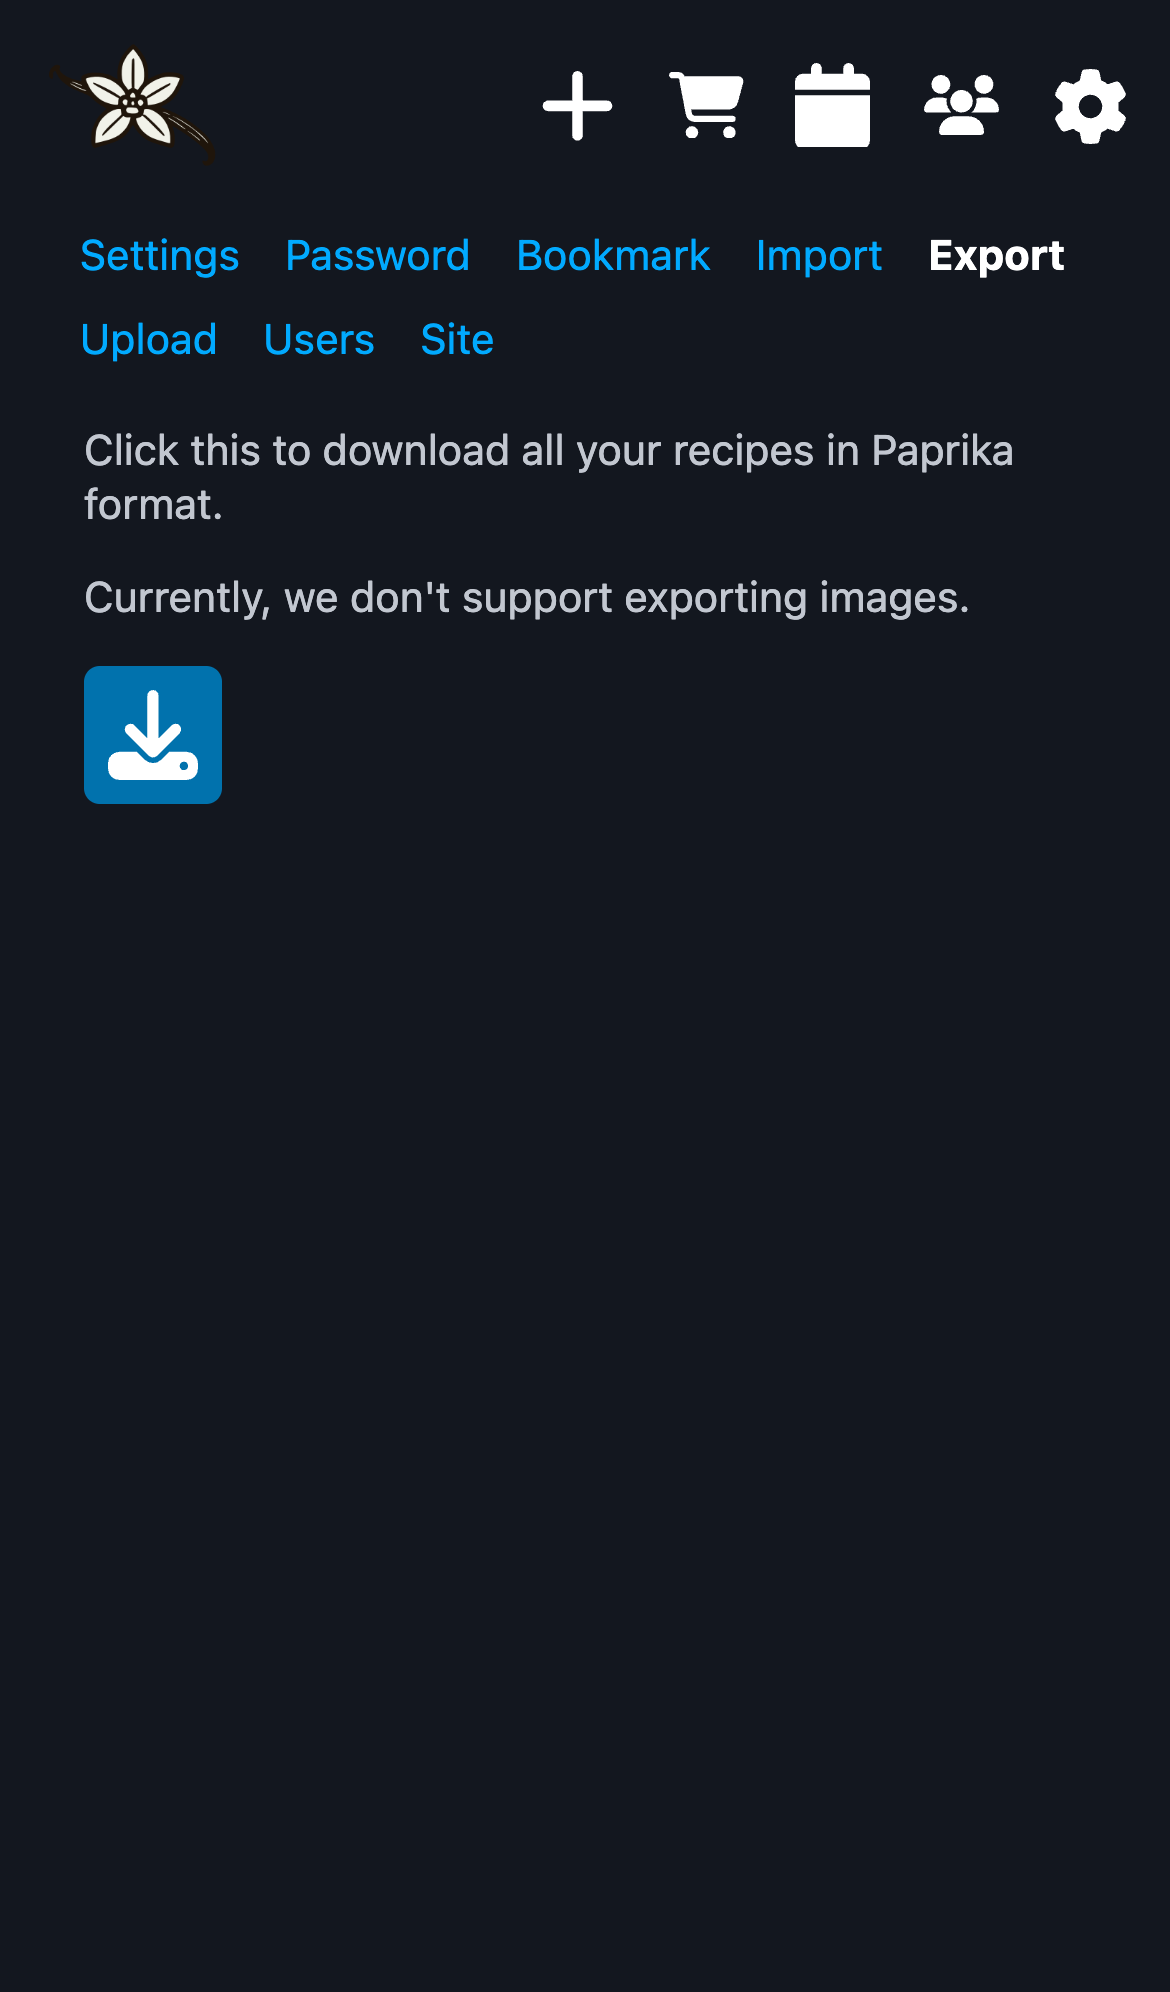 Settings Password Bookmark Import Export
Upload Users Site
Click this to download all your recipes in Paprika
format.
Currently, we don't support exporting images.